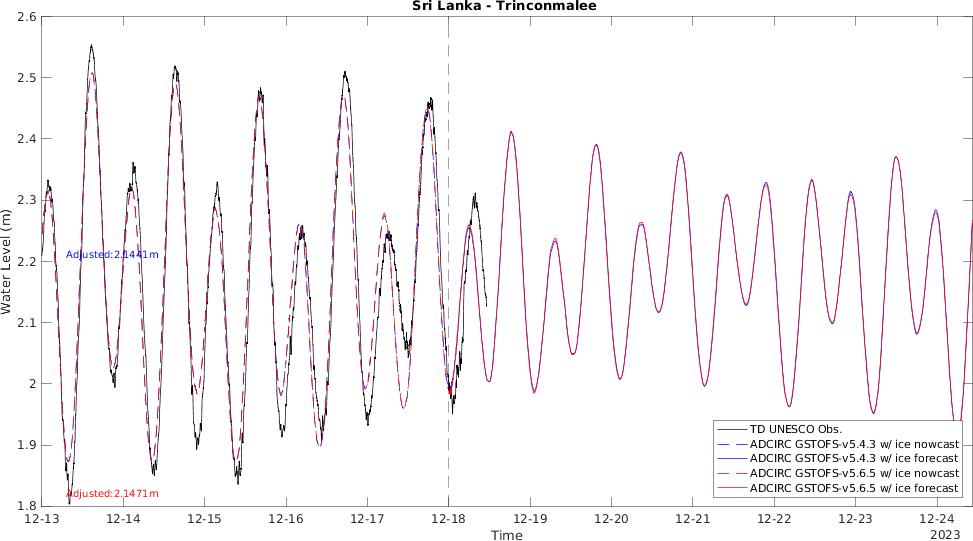 Sri Lanka - Trinconmalee
2.6
2.5
2.4
2.3
2.2
2.1
2
1.9
1.8
Water Level (m)
Adjusted:2.1441m
Adjusted:2.1471m
TD UNESCO Obs.
ADCIRC GSTOFS-v5.4.3 w/ ice nowcast
ADCIRC GSTOFS-v5.4.3 w/ ice forecast
ADCIRC GSTOFS-v5.6.5 w/ ice nowcast
ADCIRC GSTOFS-v5.6.5 w/ ice forecast
12-13 12-14 12-15 12-16 12-17 12-18 12-19 12-20 12-21 12-22 12-23 12-24
Time
2023